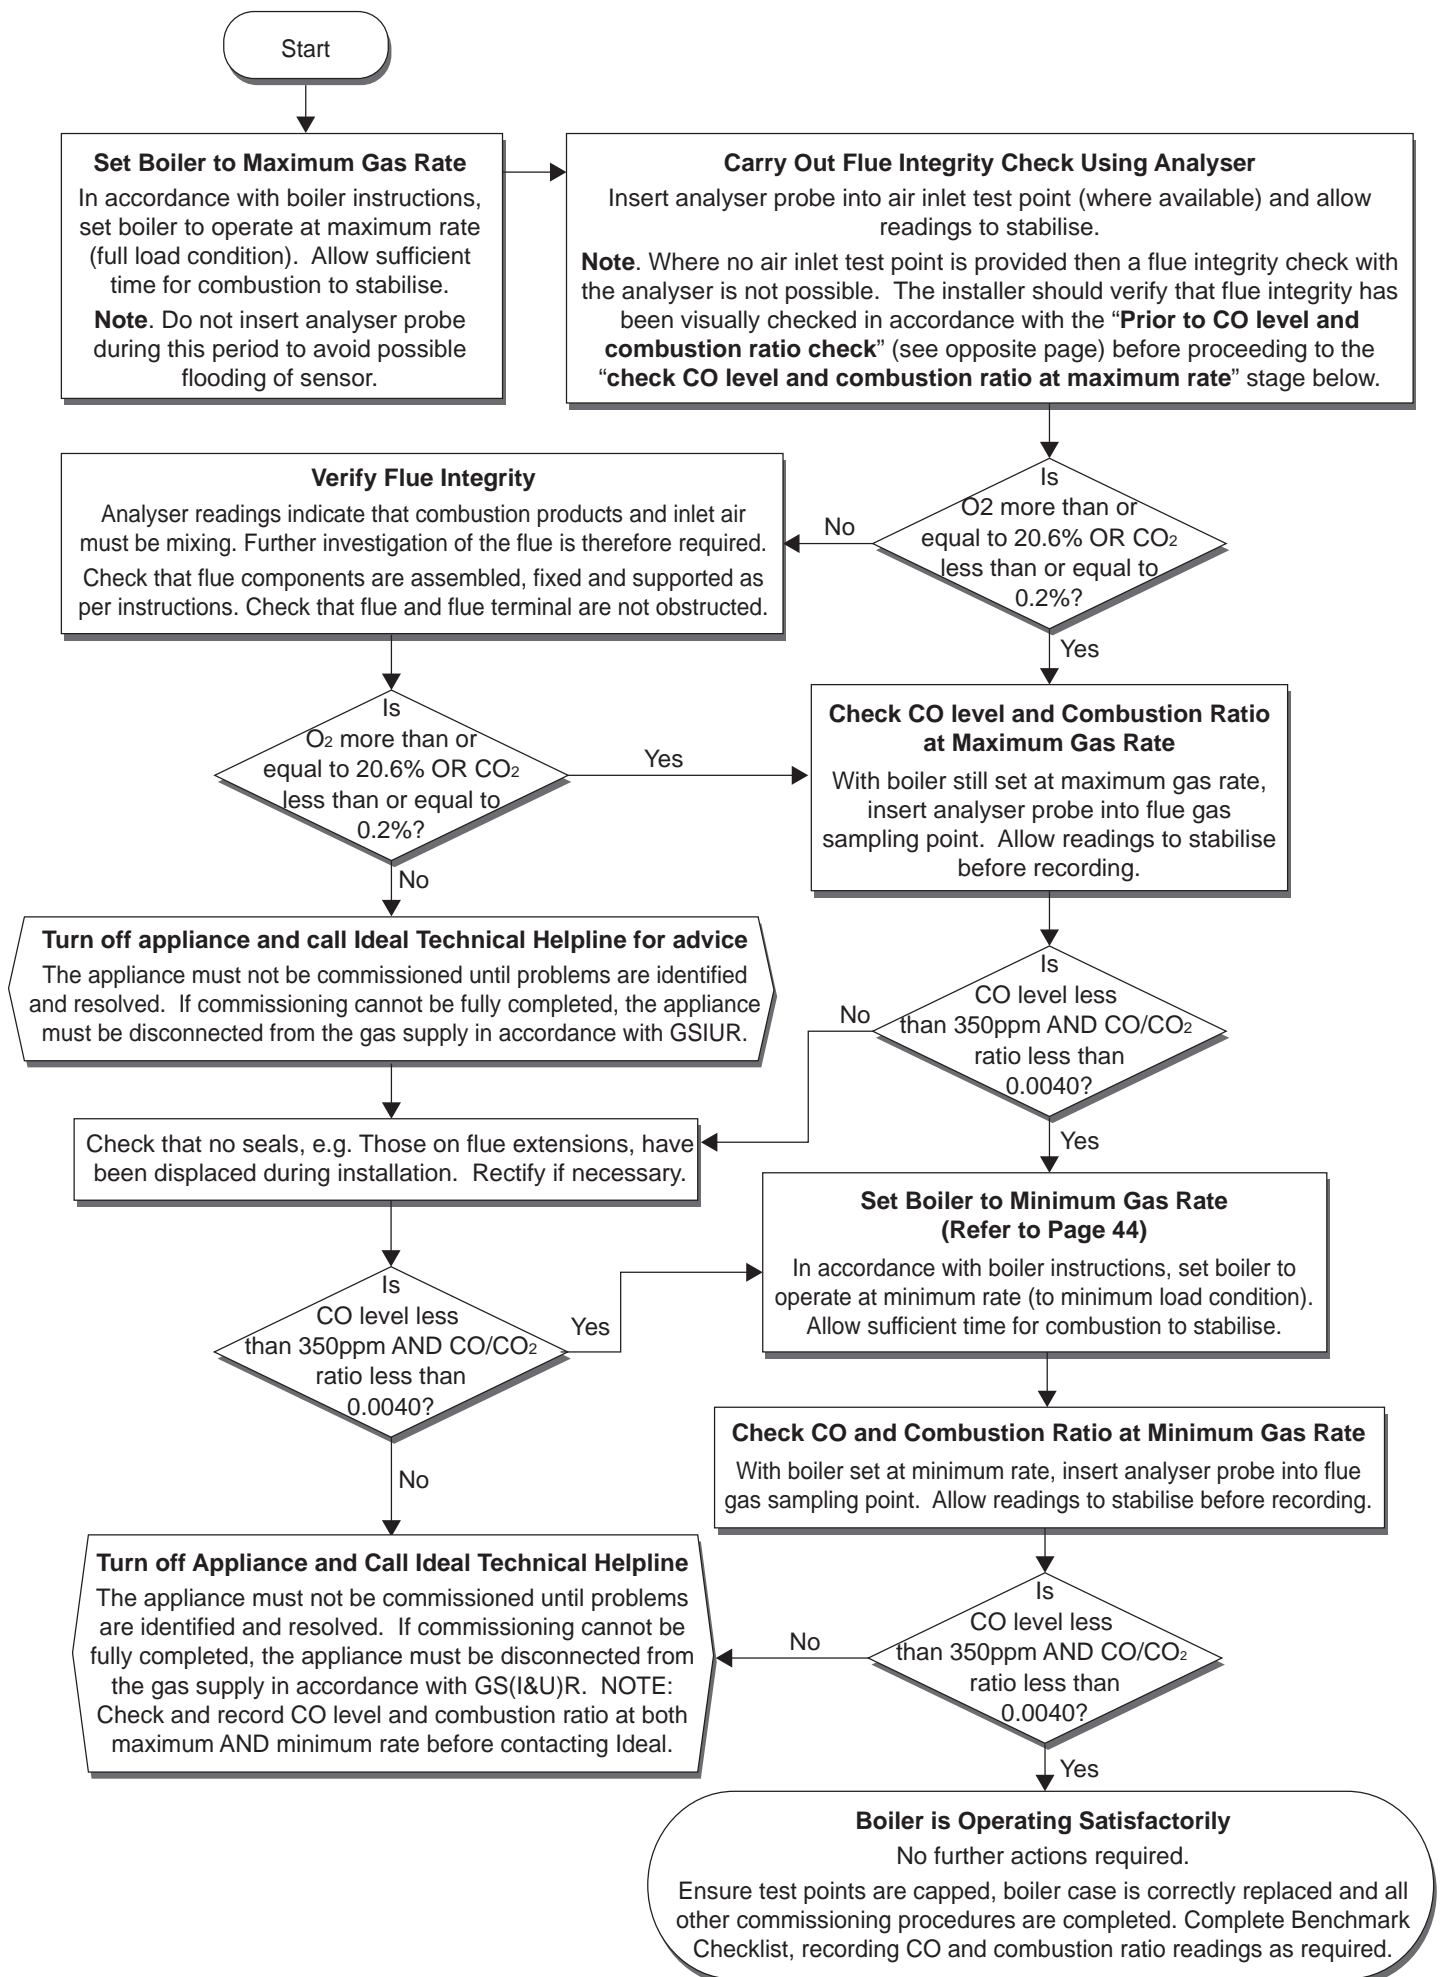 Start
Set Boiler to Maximum Gas Rate
In accordance with boiler instructions,
set boiler to operate at maximum rate
(full load condition).  Allow sufficient
time for combustion to stabilise.
Note. Do not insert analyser probe
during this period to avoid possible
flooding of sensor.
Carry Out Flue Integrity Check Using Analyser
Insert analyser probe into air inlet test point (where available) and allow
readings to stabilise.
Note. Where no air inlet test point is provided then a flue integrity check with
the analyser is not possible.  The installer should verify that flue integrity has
been visually checked in accordance with the “Prior to CO level and
combustion ratio check” (see opposite page) before proceeding to the
“check CO level and combustion ratio at maximum rate” stage below.
Is
O2 more than or
equal to 20.6% OR CO2
less than or equal to
0.2%?
No
Yes
Verify Flue Integrity
Analyser readings indicate that combustion products and inlet air
must be mixing. Further investigation of the flue is therefore required.
Check that flue components are assembled, fixed and supported as
per instructions. Check that flue and flue terminal are not obstructed.
Is
O2 more than or
equal to 20.6% OR CO2
less than or equal to
0.2%?
Yes
No
Check CO level and Combustion Ratio
at Maximum Gas Rate
With boiler still set at maximum gas rate,
insert analyser probe into flue gas
sampling point.  Allow readings to stabilise
before recording.
Turn off appliance and call Ideal Technical Helpline for advice
The appliance must not be commissioned until problems are identified
and resolved.  If commissioning cannot be fully completed, the appliance
must be disconnected from the gas supply in accordance with GSIUR.
Is
CO level less
than 350ppm AND CO/CO2
ratio less than
0.0040?
No
Yes
Check that no seals, e.g. Those on flue extensions, have
been displaced during installation.  Rectify if necessary.
Set Boiler to Minimum Gas Rate
(Refer to Page 44)
In accordance with boiler instructions, set boiler to
operate at minimum rate (to minimum load condition).
Allow sufficient time for combustion to stabilise.
Is
CO level less
than 350ppm AND CO/CO2
ratio less than
0.0040?
Yes
No
Check CO and Combustion Ratio at Minimum Gas Rate
With boiler set at minimum rate, insert analyser probe into flue
gas sampling point.  Allow readings to stabilise before recording.
Turn off Appliance and Call Ideal Technical Helpline
The appliance must not be commissioned until problems
are identified and resolved.  If commissioning cannot be
fully completed, the appliance must be disconnected from
the gas supply in accordance with GS(I&U)R.  NOTE:
Check and record CO level and combustion ratio at both
maximum AND minimum rate before contacting Ideal.
Is
CO level less
than 350ppm AND CO/CO2
ratio less than
0.0040?
No
Yes
Boiler is Operating Satisfactorily
No further actions required.
Ensure test points are capped, boiler case is correctly replaced and all
other commissioning procedures are completed. Complete Benchmark
Checklist, recording CO and combustion ratio readings as required.